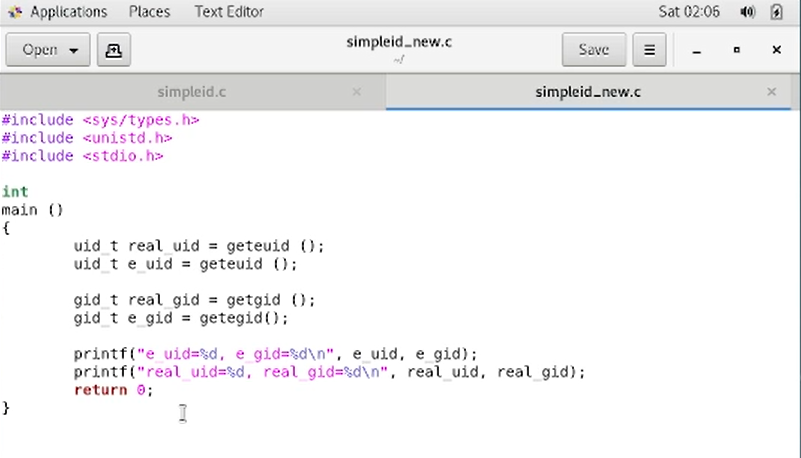 Applications Places Text Editor Sat 02:06
Open simpleid_new.c Save
~/
simpleid.c simpleid_new.c
#include <sys/types.h>
#include <unistd.h>
#include <stdio.h>
int
main ()
{
uid_t real_uid = geteuid ();
uid_t e_uid = geteuid ();
gid_t real_gid = getgid ();
gid_t e_gid = getegid();
printf("e_uid=%d, e_gid=%d\n", e_uid, e_gid);
printf("real_uid=%d, real_gid=%d\n", real_uid, real_gid);
return 0;
}